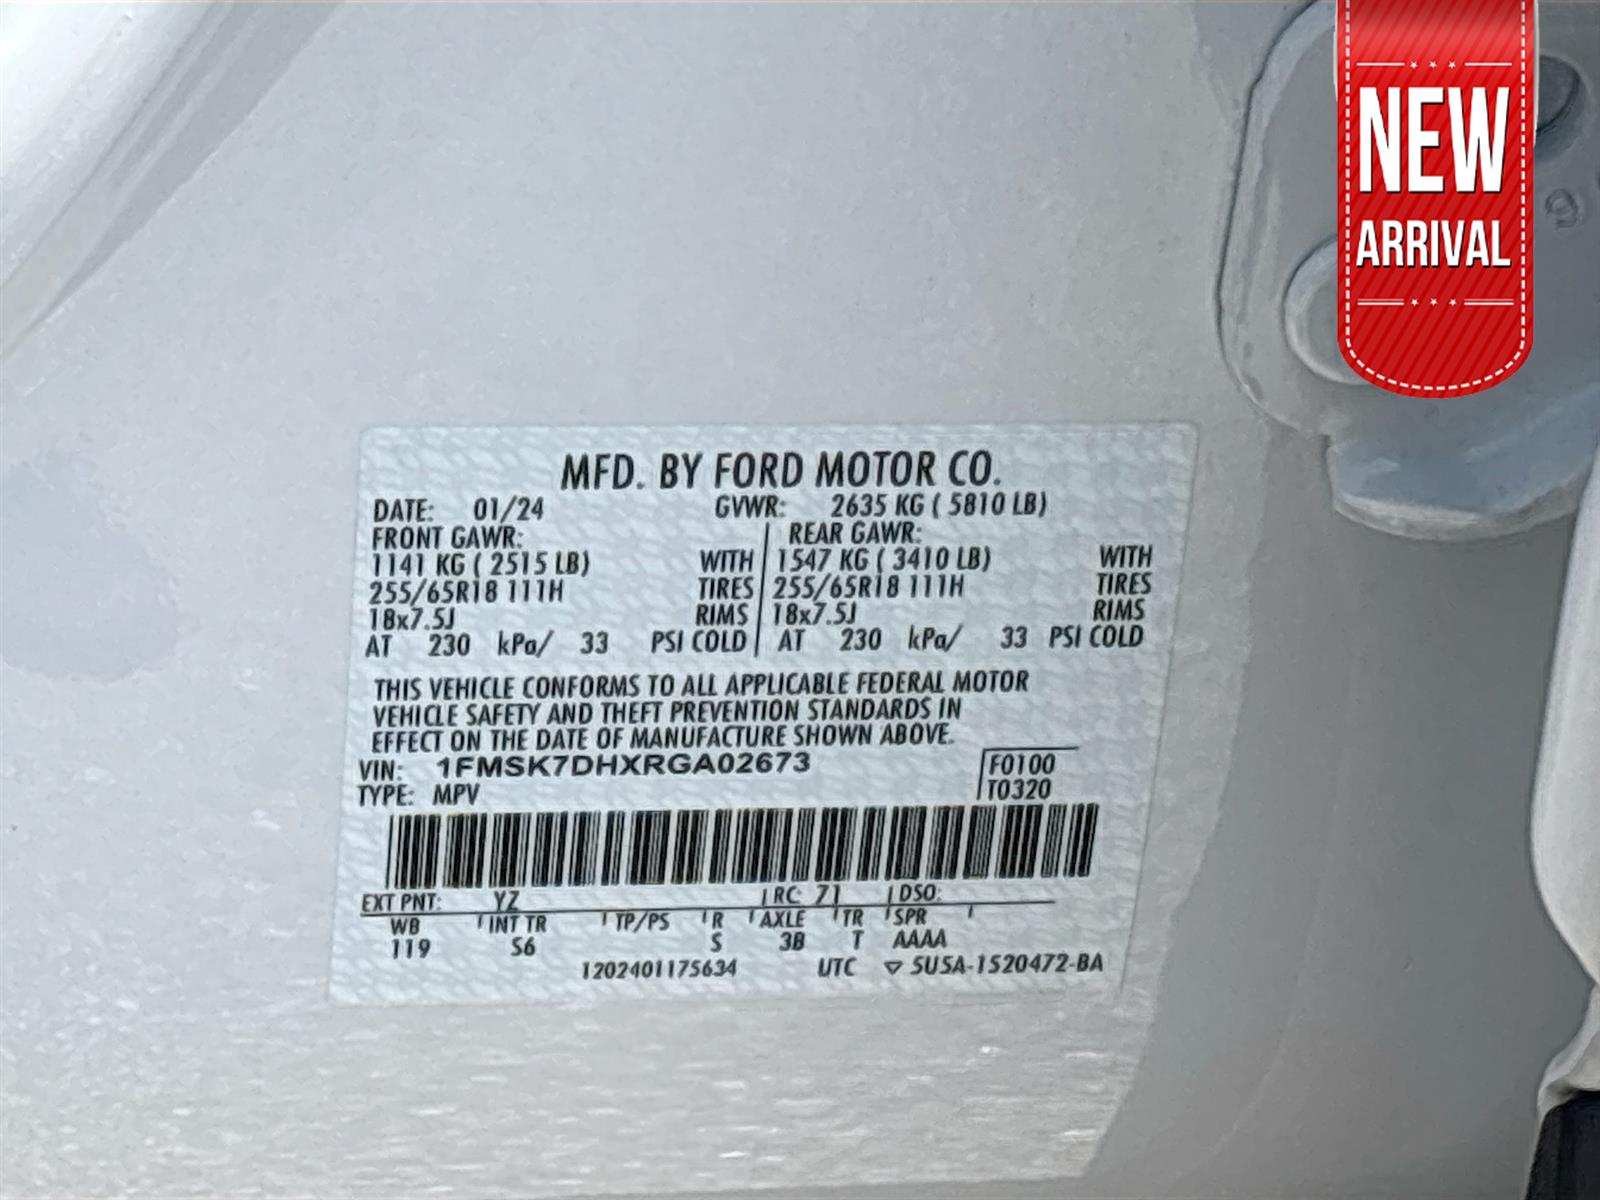 NEW
ARRIVAL
MFD. BY FORD MOTOR CO.
DATE: 01/24 GVWR: 2635 KG ( 5810 LB)
FRONT GAWR: REAR GAWR:
1141 KG ( 2515 LB) WITH 1547 KG ( 3410 LB) WITH
255/65R18 111H TIRES 255/65R18 111H TIRES
18x7.5J RIMS 18x7.5J RIMS
AT 230 kPa/ 33 PSI COLD AT 230 kPa/ 33 PSI COLD
THIS VEHICLE CONFORMS TO ALL APPLICABLE FEDERAL MOTOR
VEHICLE SAFETY AND THEFT PREVENTION STANDARDS IN
EFFECT ON THE DATE OF MANUFACTURE SHOWN ABOVE.
VIN: 1FMSK7DHXRGA02673 F0100
TYPE: MPV T0320
EXT PNT: YZ RC: 71 DSO:
WB INT TR TP/PS R AXLE TR SPR
119 S6 S 3B T AAAA
1202401175634 UTC ▽ 5U5A-1520472-BA